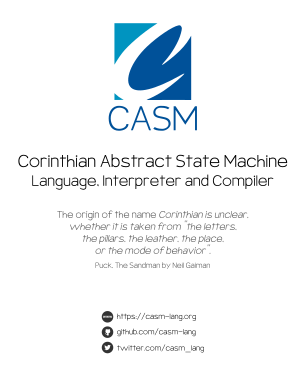 CASM
Corinthian Abstract State Machine
Language, Interpreter and Compiler
The origin of the name Corinthian is unclear,
whether it is taken from "the letters,
the pillars, the leather, the place,
or the mode of behavior".
Puck, The Sandman by Neil Gaiman
https://casm-lang.org
github.com/casm-lang
twitter.com/casm_lang